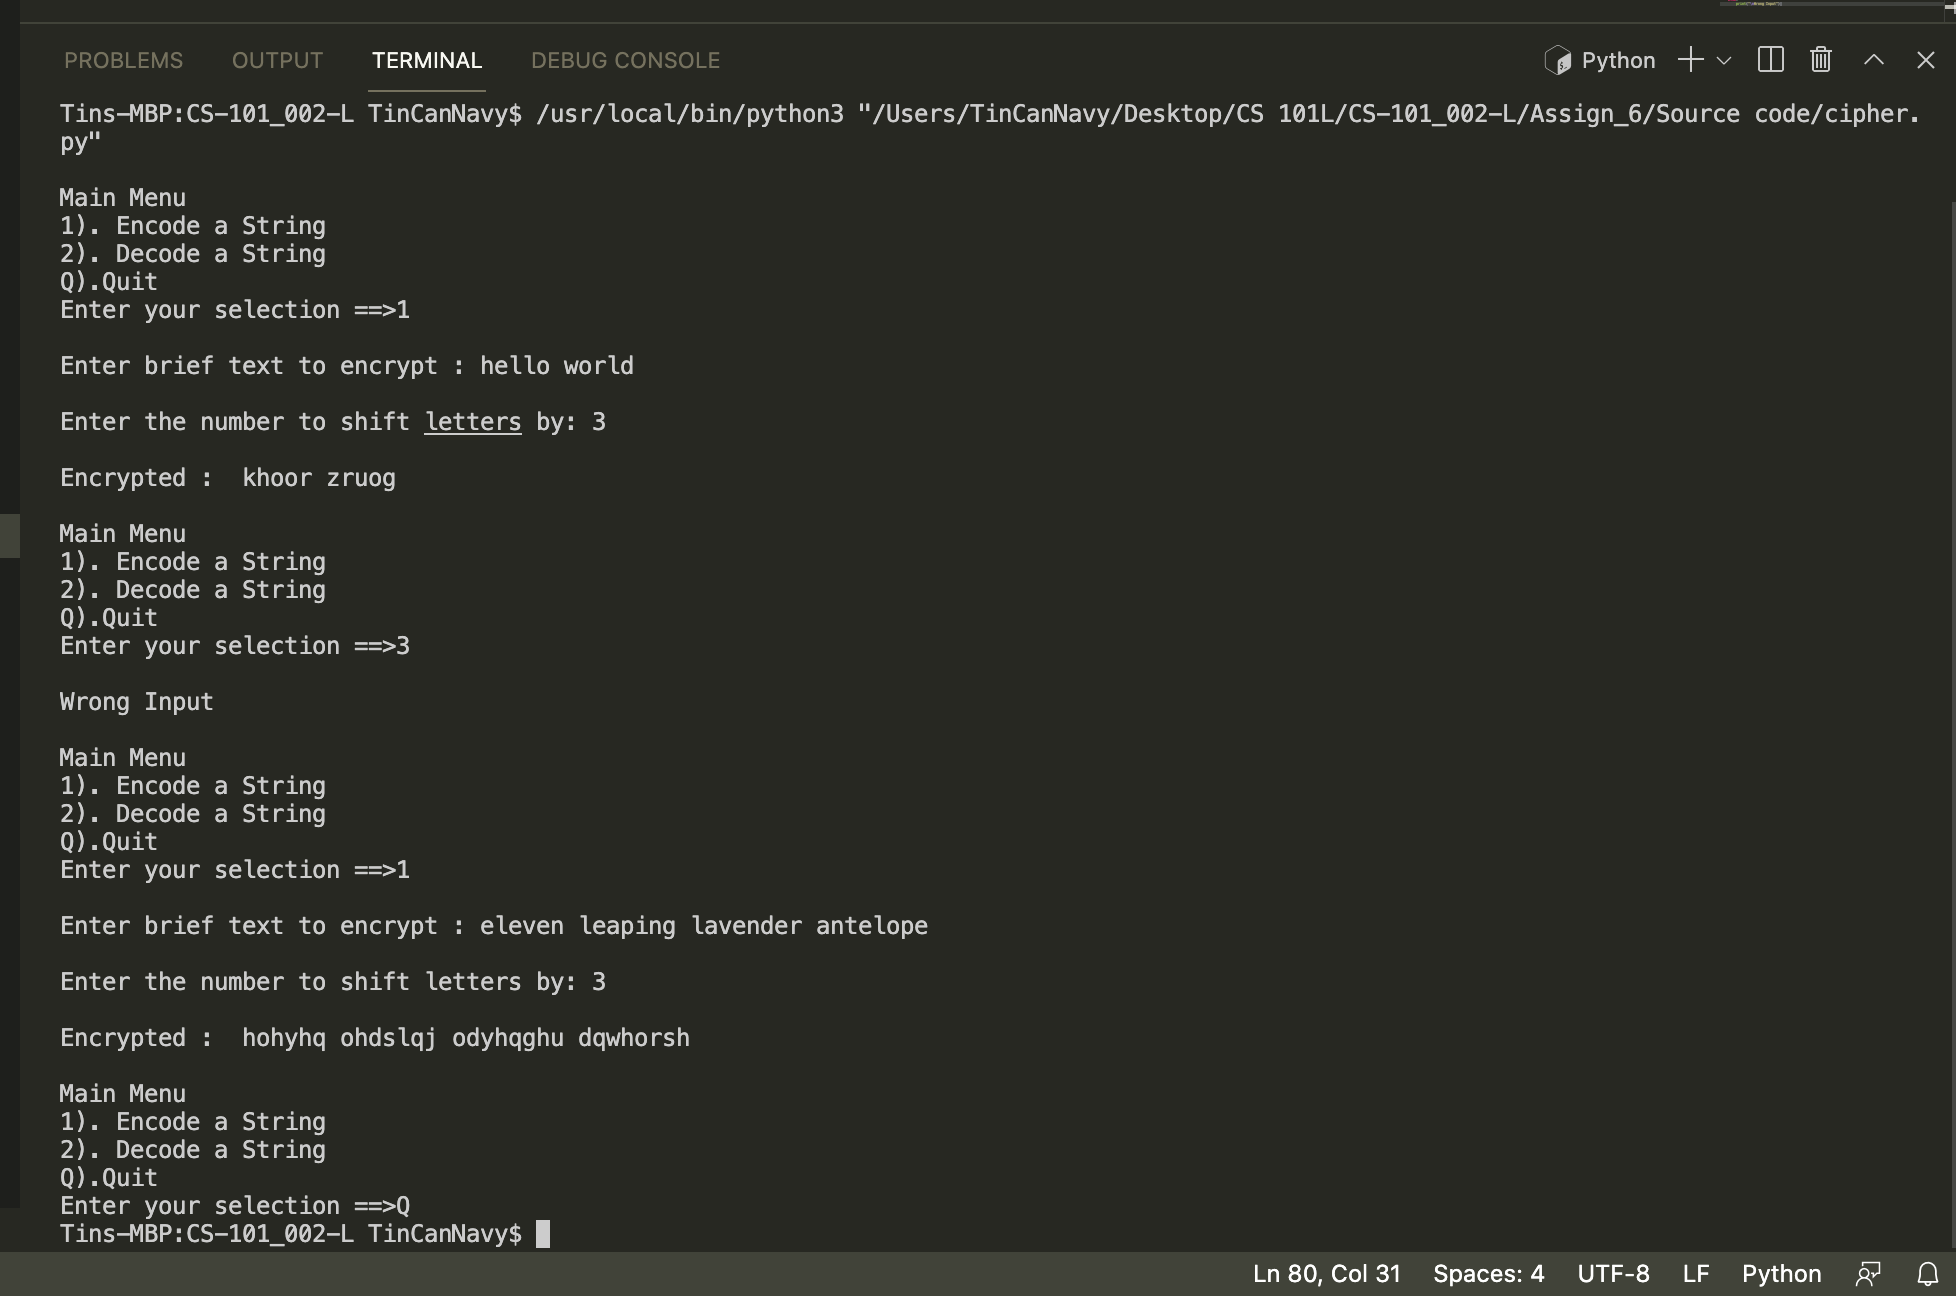 PROBLEMS OUTPUT TERMINAL DEBUG CONSOLE Python
Tins-MBP:CS-101_002-L TinCanNavy$ /usr/local/bin/python3 "/Users/TinCanNavy/Desktop/CS 101L/CS-101_002-L/Assign_6/Source code/cipher.
py"
Main Menu
1). Encode a String
2). Decode a String
Q).Quit
Enter your selection ==>1
Enter brief text to encrypt : hello world
Enter the number to shift letters by: 3
Encrypted :  khoor zruog
Main Menu
1). Encode a String
2). Decode a String
Q).Quit
Enter your selection ==>3
Wrong Input
Main Menu
1). Encode a String
2). Decode a String
Q).Quit
Enter your selection ==>1
Enter brief text to encrypt : eleven leaping lavender antelope
Enter the number to shift letters by: 3
Encrypted :  hohyhq ohdslqj odyhqghu dqwhorsh
Main Menu
1). Encode a String
2). Decode a String
Q).Quit
Enter your selection ==>Q
Tins-MBP:CS-101_002-L TinCanNavy$
Ln 80, Col 31 Spaces: 4 UTF-8 LF Python